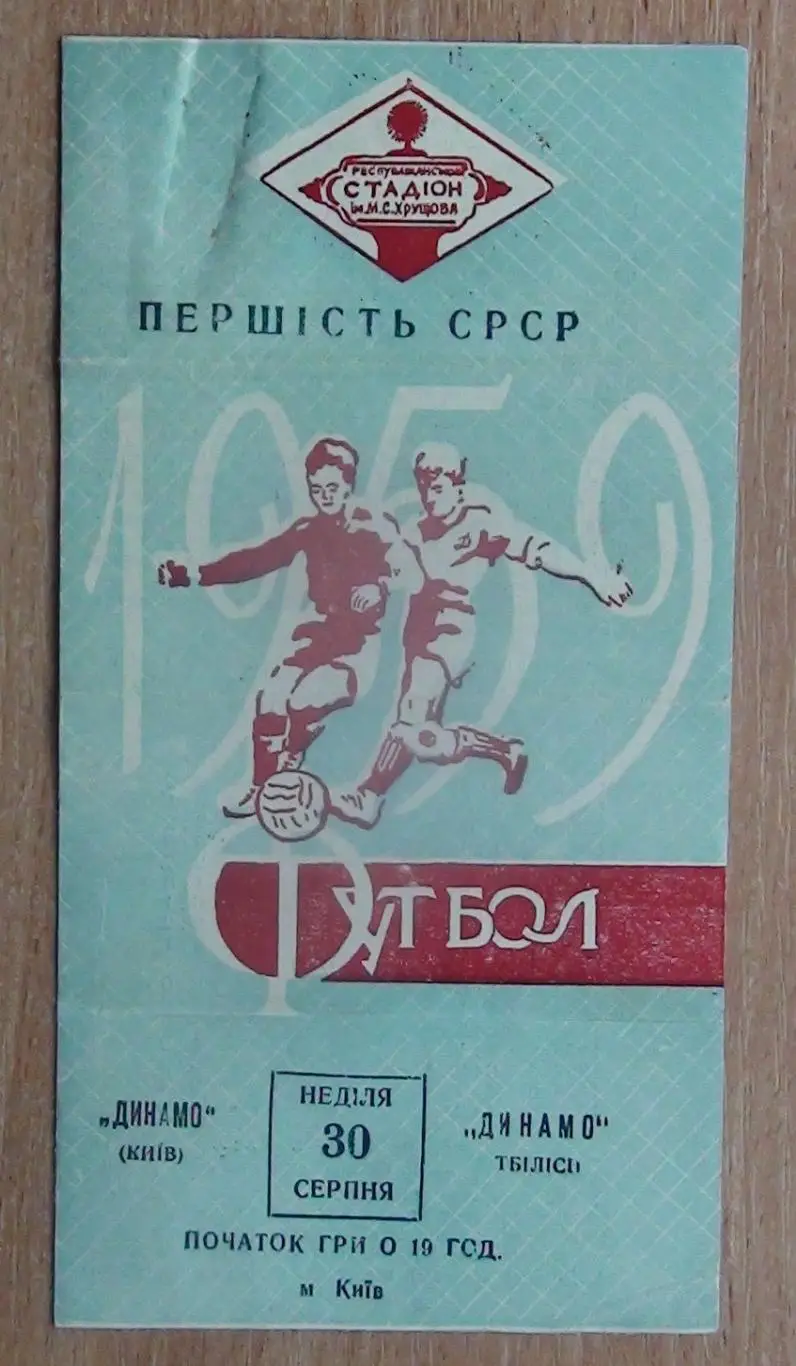 РЕСПУБЛІКАНСЬКИЙ
СТАДІОН
ІМ. М.С. ХРУЩОВА
ПЕРШІСТЬ СРСР
1959
ФУТБОЛ
„ДИНАМО“
(КИЇВ)
НЕДІЛЯ
30
СЕРПНЯ
„ДИНАМО“
ТБІЛІСІ)
ПОЧАТОК ГРИ О 19 ГОД.
м Київ